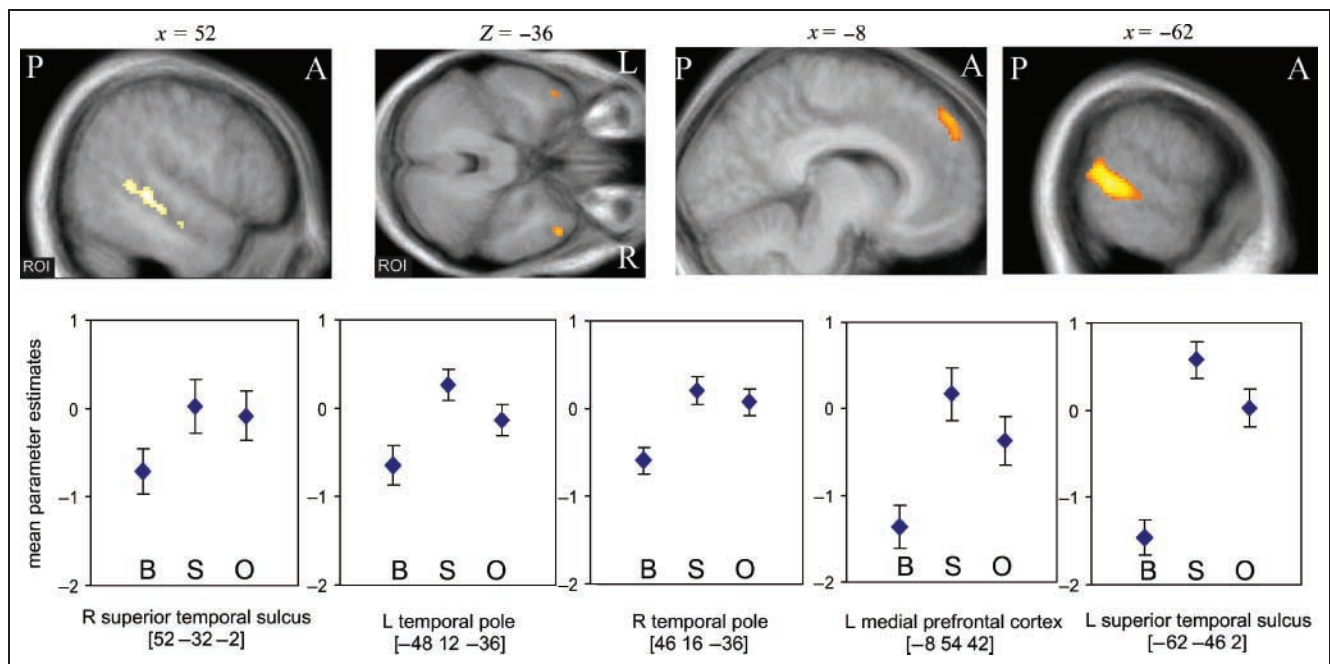 x = 52
Z = –36
x = –8
x = –62
P A
L
P A
P A
ROI
ROI
R
mean parameter estimates
1
0
–1
–2
B S O
R superior temporal sulcus
[52 –32 –2]
1
0
–1
–2
B S O
L temporal pole
[–48 12 –36]
1
0
–1
–2
B S O
R temporal pole
[46 16 –36]
1
0
–1
–2
B S O
L medial prefrontal cortex
[–8 54 42]
1
0
–1
–2
B S O
L superior temporal sulcus
[–62 –46 2]